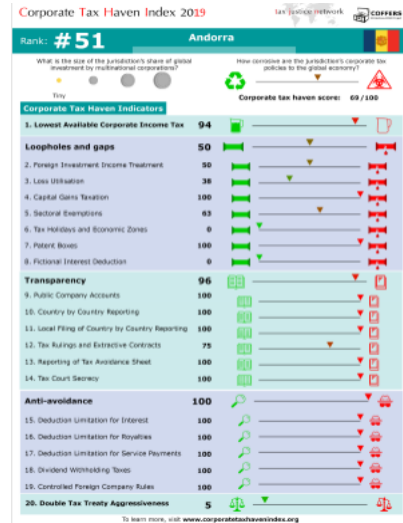 Corporate Tax Haven Index 2019
tax justice network
COFFERS
Rank: #51
Andorra
What is the size of the jurisdiction's share of global investment by multinational corporations?
Tiny
How corrosive are the jurisdiction's corporate tax policies to the global economy?
Corporate tax haven score: 69/100
Corporate Tax Haven Indicators
1. Lowest Available Corporate Income Tax 94
Loopholes and gaps 50
2. Foreign Investment Income Treatment 50
3. Loss Utilisation 38
4. Capital Gains Taxation 100
5. Sectoral Exemptions 63
6. Tax Holidays and Economic Zones 0
7. Patent Boxes 100
8. Fictional Interest Deduction 0
Transparency 96
9. Public Company Accounts 100
10. Country by Country Reporting 100
11. Local Filing of Country by Country Reporting 100
12. Tax Rulings and Extractive Contracts 75
13. Reporting of Tax Avoidance Sheet 100
14. Tax Court Secrecy 100
Anti-avoidance 100
15. Deduction Limitation for Interest 100
16. Deduction Limitation for Royalties 100
17. Deduction Limitation for Service Payments 100
18. Dividend Withholding Taxes 100
19. Controlled Foreign Company Rules 100
20. Double Tax Treaty Aggressiveness 5
To learn more, visit www.corporatetaxhavenindex.org